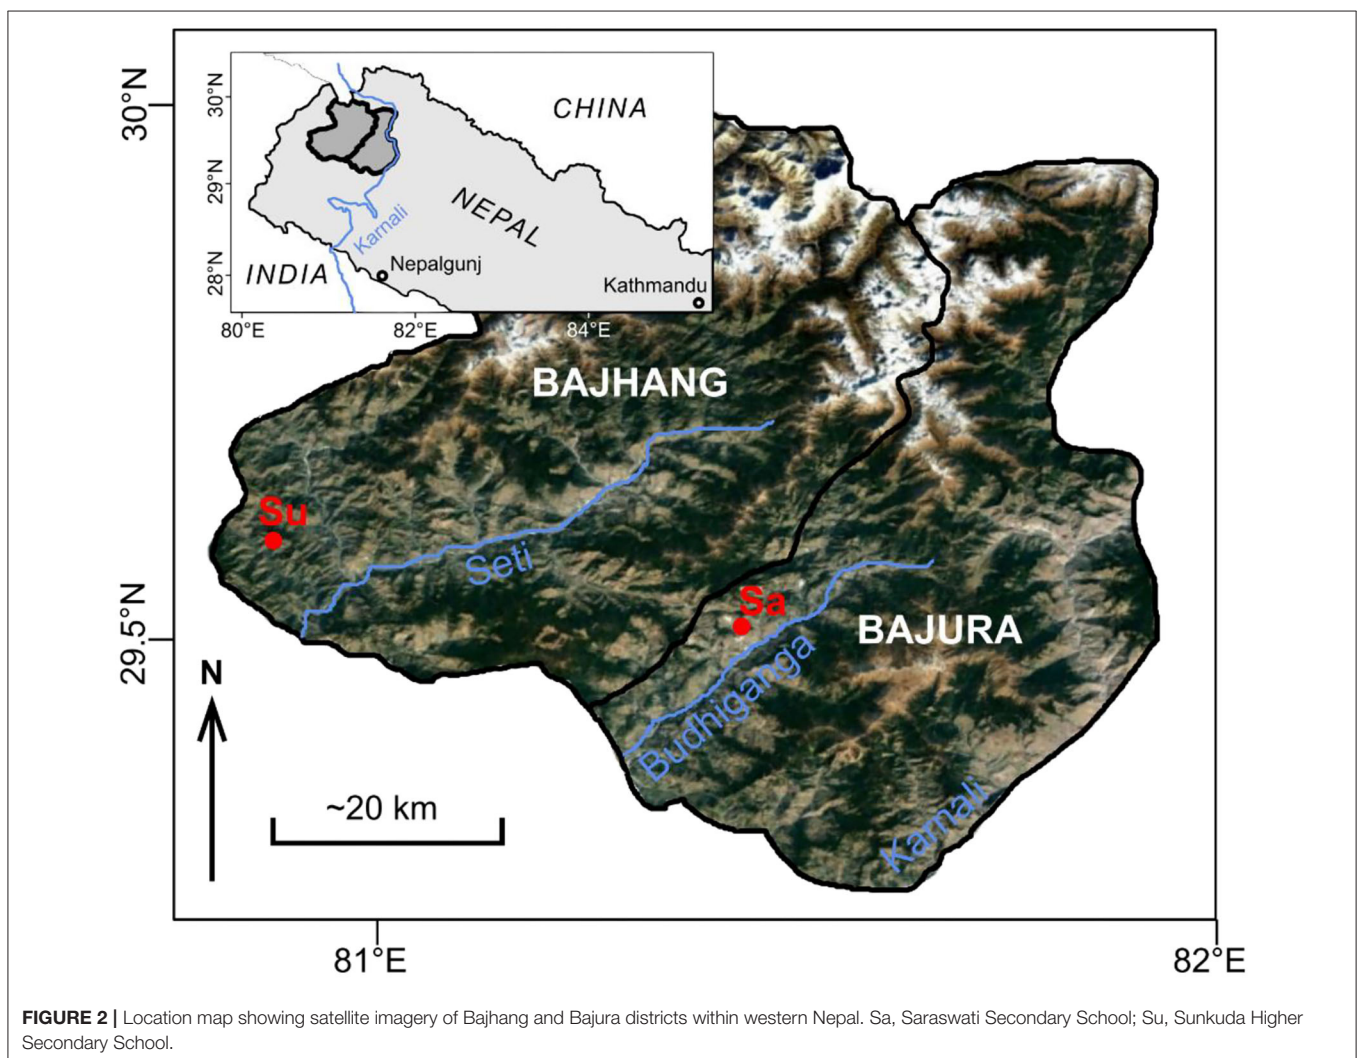 30°N
29.5°N
81°E
82°E
30°N
29°N
28°N
80°E
82°E
84°E
CHINA
NEPAL
INDIA
Karnali
Nepalgunj
Kathmandu
BAJHANG
Su
Seti
Sa
BAJURA
Budhiganga
Karnali
N
~20 km
FIGURE 2 | Location map showing satellite imagery of Bajhang and Bajura districts within western Nepal. Sa, Saraswati Secondary School; Su, Sunkuda Higher
Secondary School.